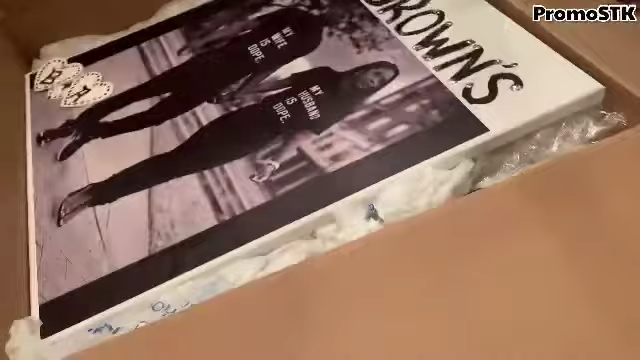 PromoSTK
BROWN'S
MY
WIFE
IS
DOPE.
MY
HUSBAND
IS
DOPE.
B